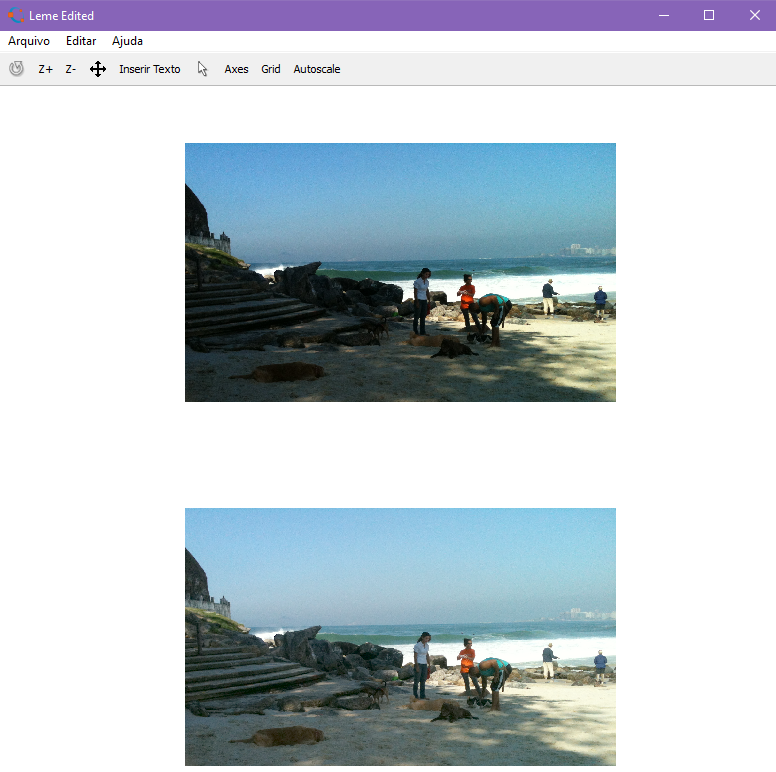 Leme Edited
Arquivo Editar Ajuda
Z+ Z- Inserir Texto Axes Grid Autoscale